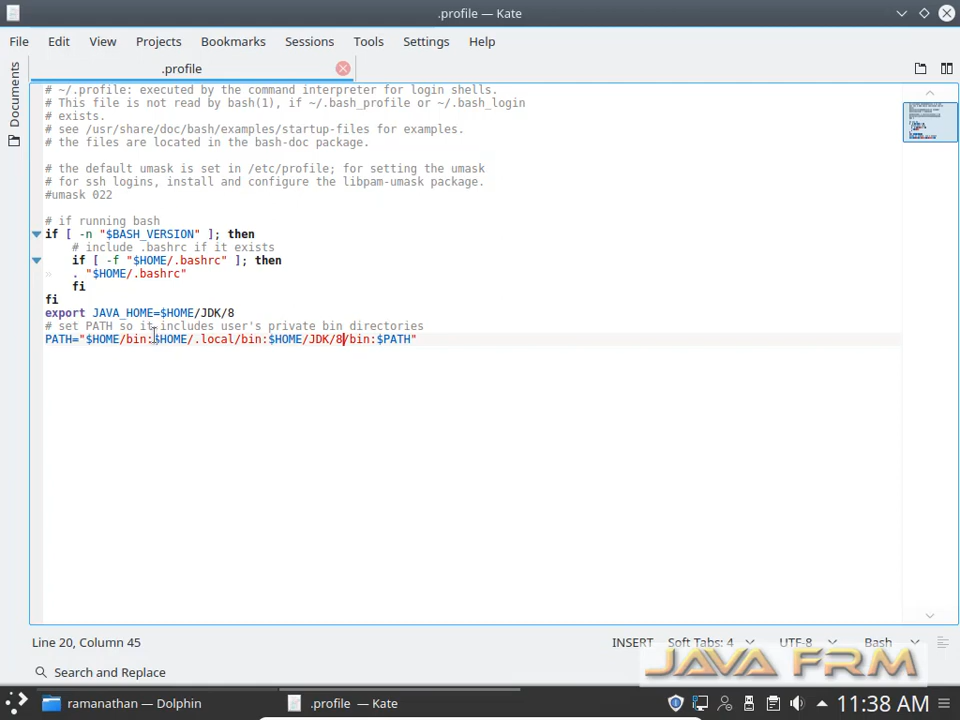 .profile — Kate
File Edit View Projects Bookmarks Sessions Tools Settings Help
.profile
Documents
# ~/.profile: executed by the command interpreter for login shells.
# This file is not read by bash(1), if ~/.bash_profile or ~/.bash_login
# exists.
# see /usr/share/doc/bash/examples/startup-files for examples.
# the files are located in the bash-doc package.
# the default umask is set in /etc/profile; for setting the umask
# for ssh logins, install and configure the libpam-umask package.
#umask 022
# if running bash
if [ -n "$BASH_VERSION" ]; then
# include .bashrc if it exists
if [ -f "$HOME/.bashrc" ]; then
. "$HOME/.bashrc"
fi
fi
export JAVA_HOME=$HOME/JDK/8
# set PATH so it includes user's private bin directories
PATH="$HOME/bin:$HOME/.local/bin:$HOME/JDK/8/bin:$PATH"
Line 20, Column 45 INSERT Soft Tabs: 4 UTF-8 Bash
Search and Replace
JAVA FRM
ramanathan — Dolphin .profile — Kate 11:38 AM